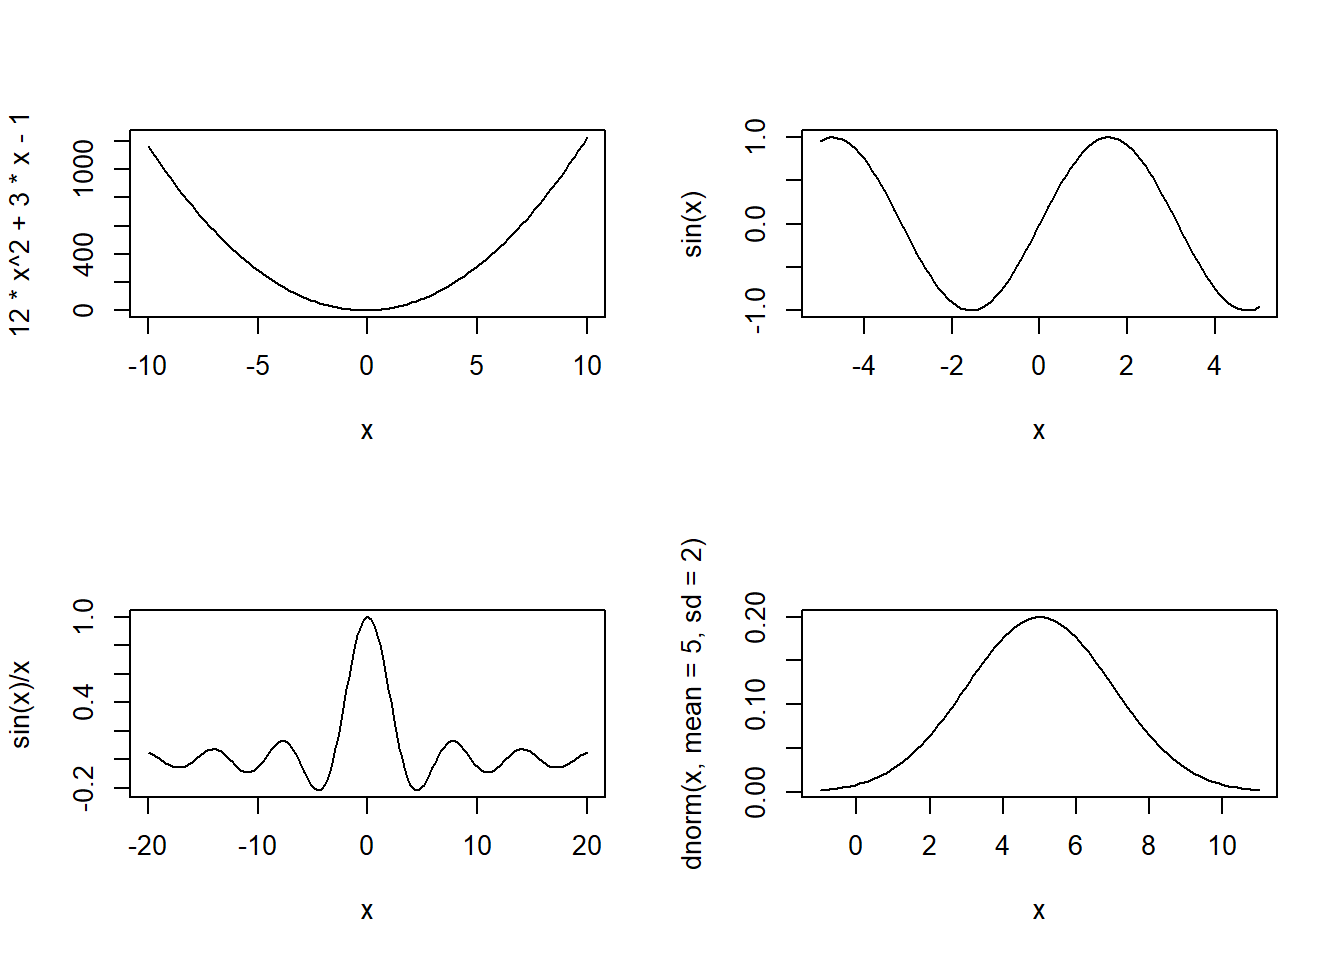 12 * x^2 + 3 * x - 1
0 400 1000
-10 -5 0 5 10
x
sin(x)
-1.0 0.0 1.0
-4 -2 0 2 4
x
sin(x)/x
-0.2 0.4 1.0
-20 -10 0 10 20
x
dnorm(x, mean = 5, sd = 2)
0.00 0.10 0.20
0 2 4 6 8 10
x